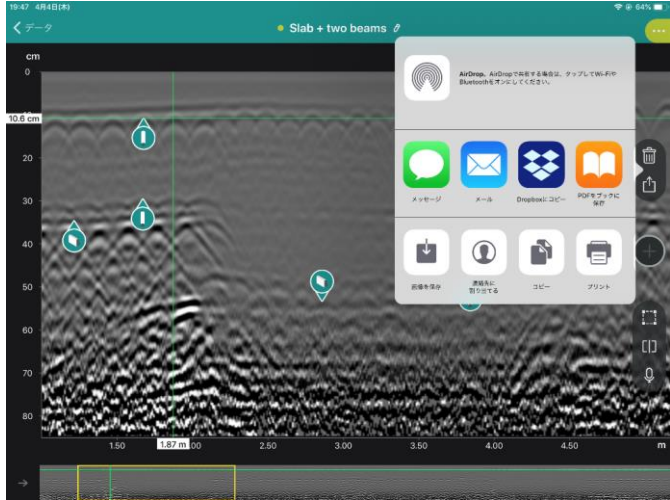 19:47 4月4日(木)
64%
データ
Slab + two beams
AirDrop。AirDropで共有する場合は、タップしてWi-Fiや
Bluetoothをオンにしてください。
メッセージ
メール
Dropboxにコピー
PDFをブックに
保存
画像を保存
連絡先に
割り当てる
コピー
プリント
cm
0
10.6 cm
20
30
40
50
60
70
80
1.50
1.87 m
2.50
3.00
3.50
4.00
4.50
m